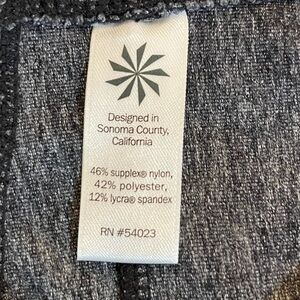 Designed in
Sonoma County,
California
46% supplex® nylon,
42% polyester,
12% lycra® spandex
RN #54023